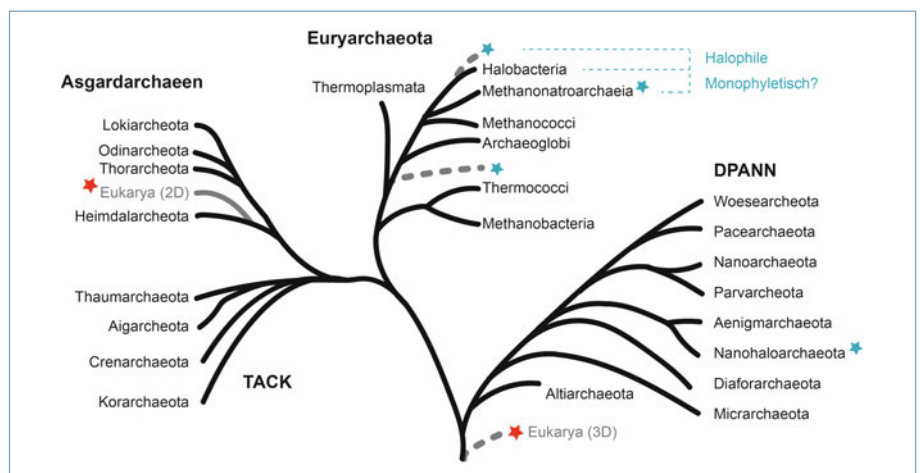 Euryarchaeota
Halophile
Halobacteria
Monophyletisch?
Asgardarchaeen
Thermoplasmata
Methanonatroarchaeia
Lokiarcheota
Methanococci
Odinarcheota
Archaeoglobi
Thorarcheota
DPANN
Eukarya (2D)
Thermococci
Woesearcheota
Heimdalarcheota
Methanobacteria
Pacearchaeota
Nanoarchaeota
Thaumarchaeota
Parvarcheota
Aigarcheota
Aenigmarchaeota
Crenarchaeota
Nanohaloarchaeota
TACK
Diaforarchaeota
Korarchaeota
Altiarchaeota
Micrarchaeota
Eukarya (3D)